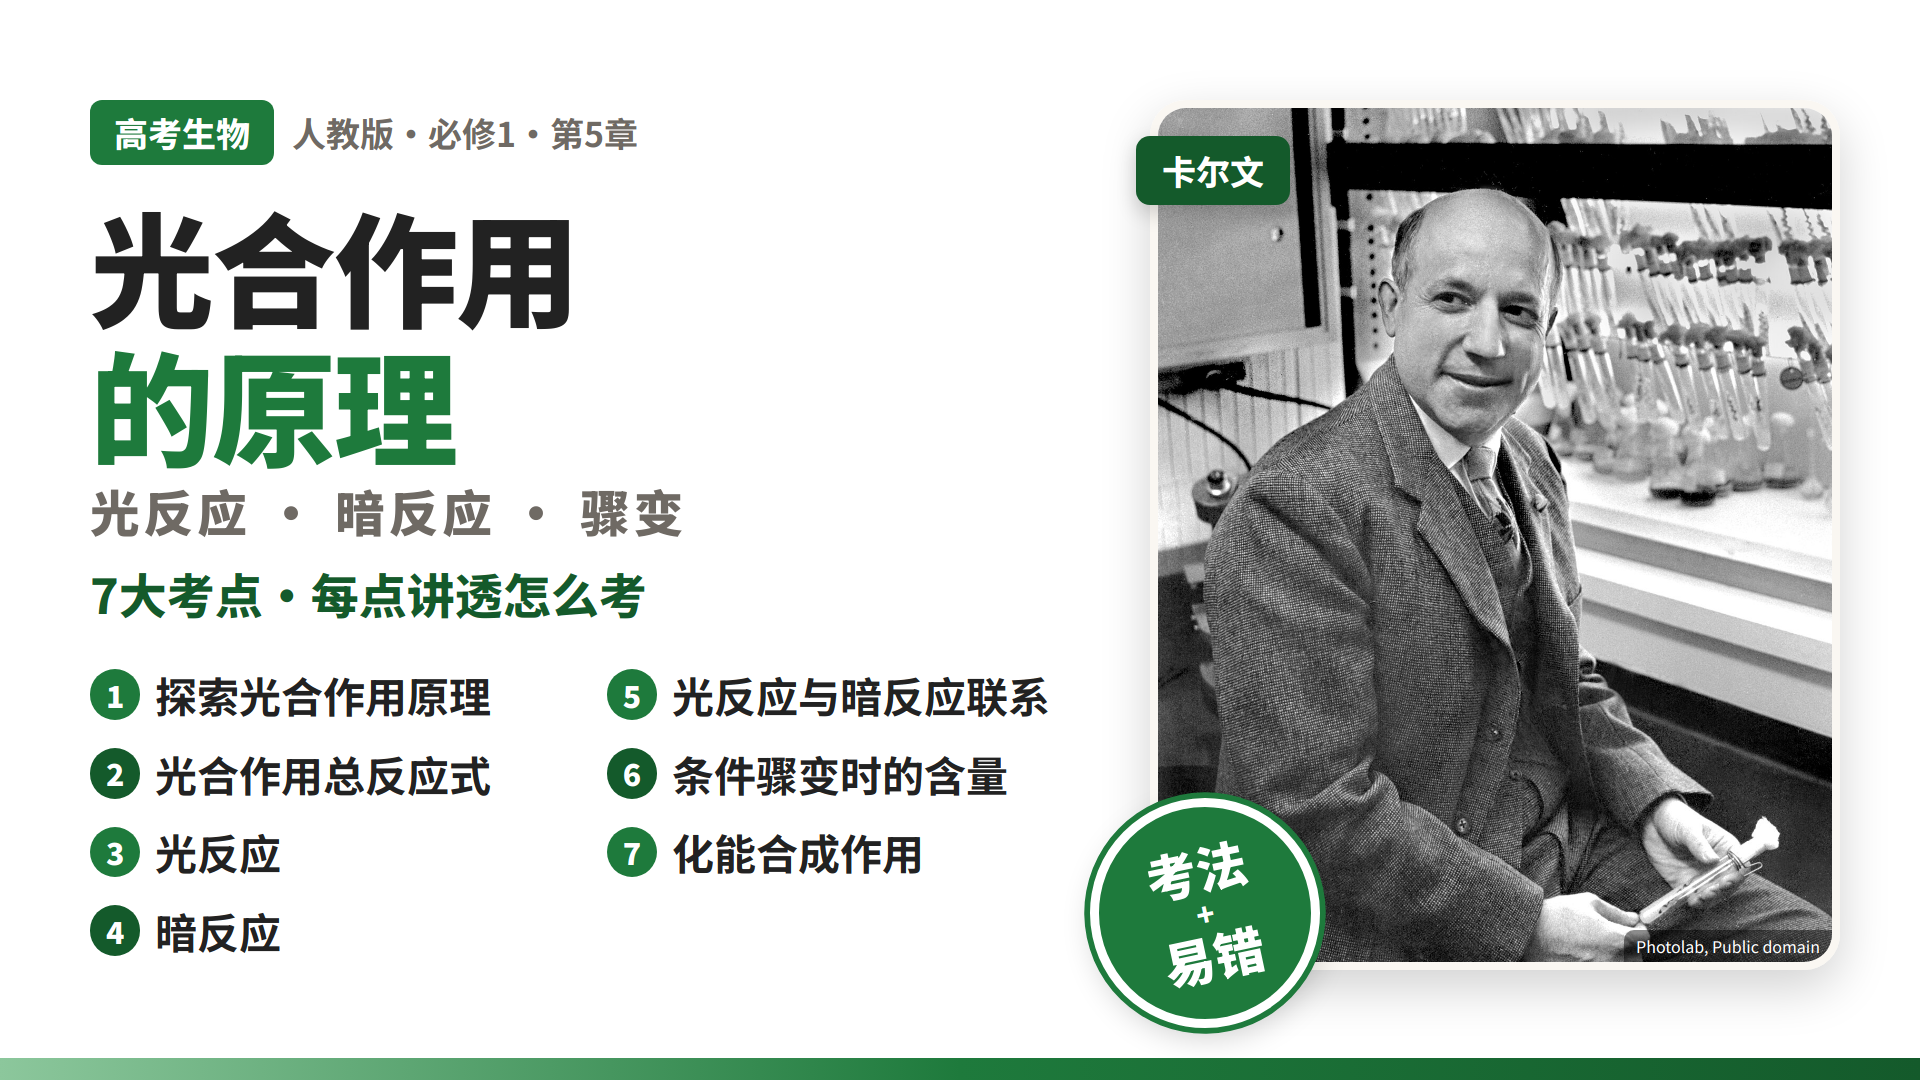 高考生物
人教版·必修1·第5章
光合作用
的原理
光反应 · 暗反应 · 骤变
7大考点·每点讲透怎么考
1 探索光合作用原理
2 光合作用总反应式
3 光反应
4 暗反应
5 光反应与暗反应联系
6 条件骤变时的含量
7 化能合成作用
卡尔文
考法
+
易错
Photolab, Public domain